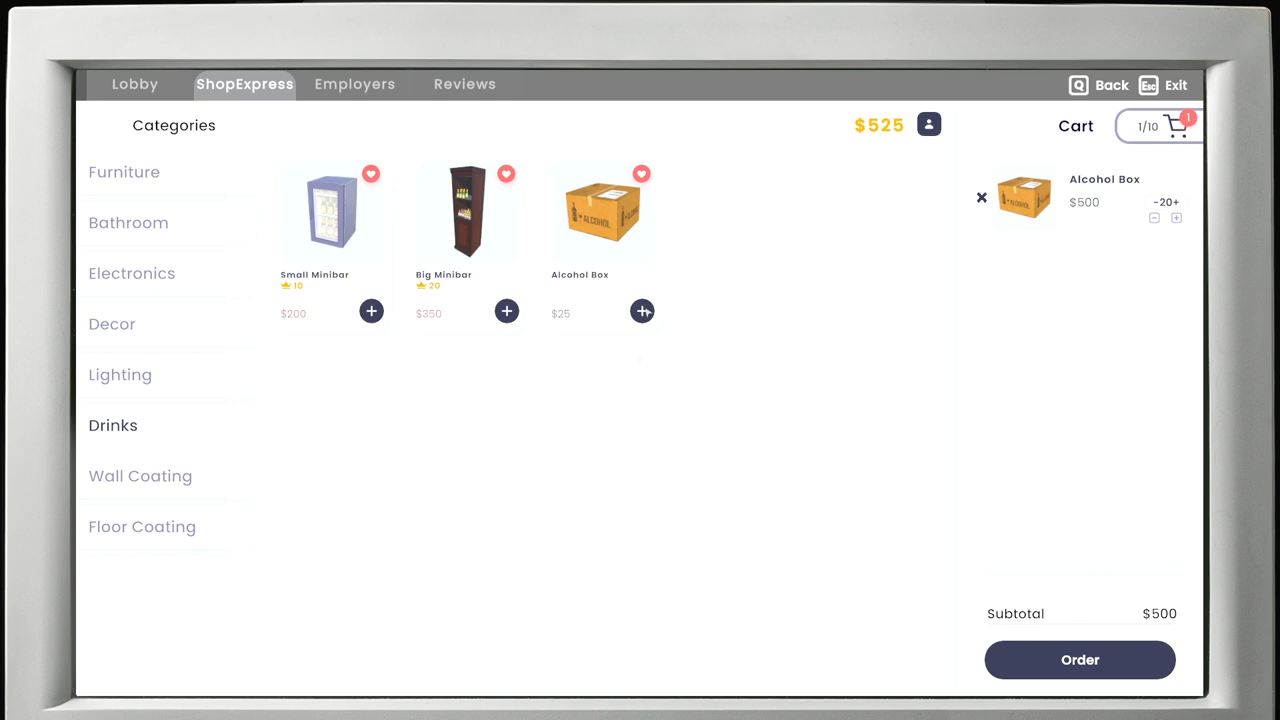 Lobby
ShopExpress
Employers
Reviews
Q Back
Esc Exit
Categories
$525
Cart
1/10
1
Furniture
Bathroom
Electronics
Decor
Lighting
Drinks
Wall Coating
Floor Coating
Small Minibar
10
$200
Big Minibar
20
$350
ALCOHOL
Alcohol Box
$25
Alcohol Box
$500
-20+
Subtotal
$500
Order